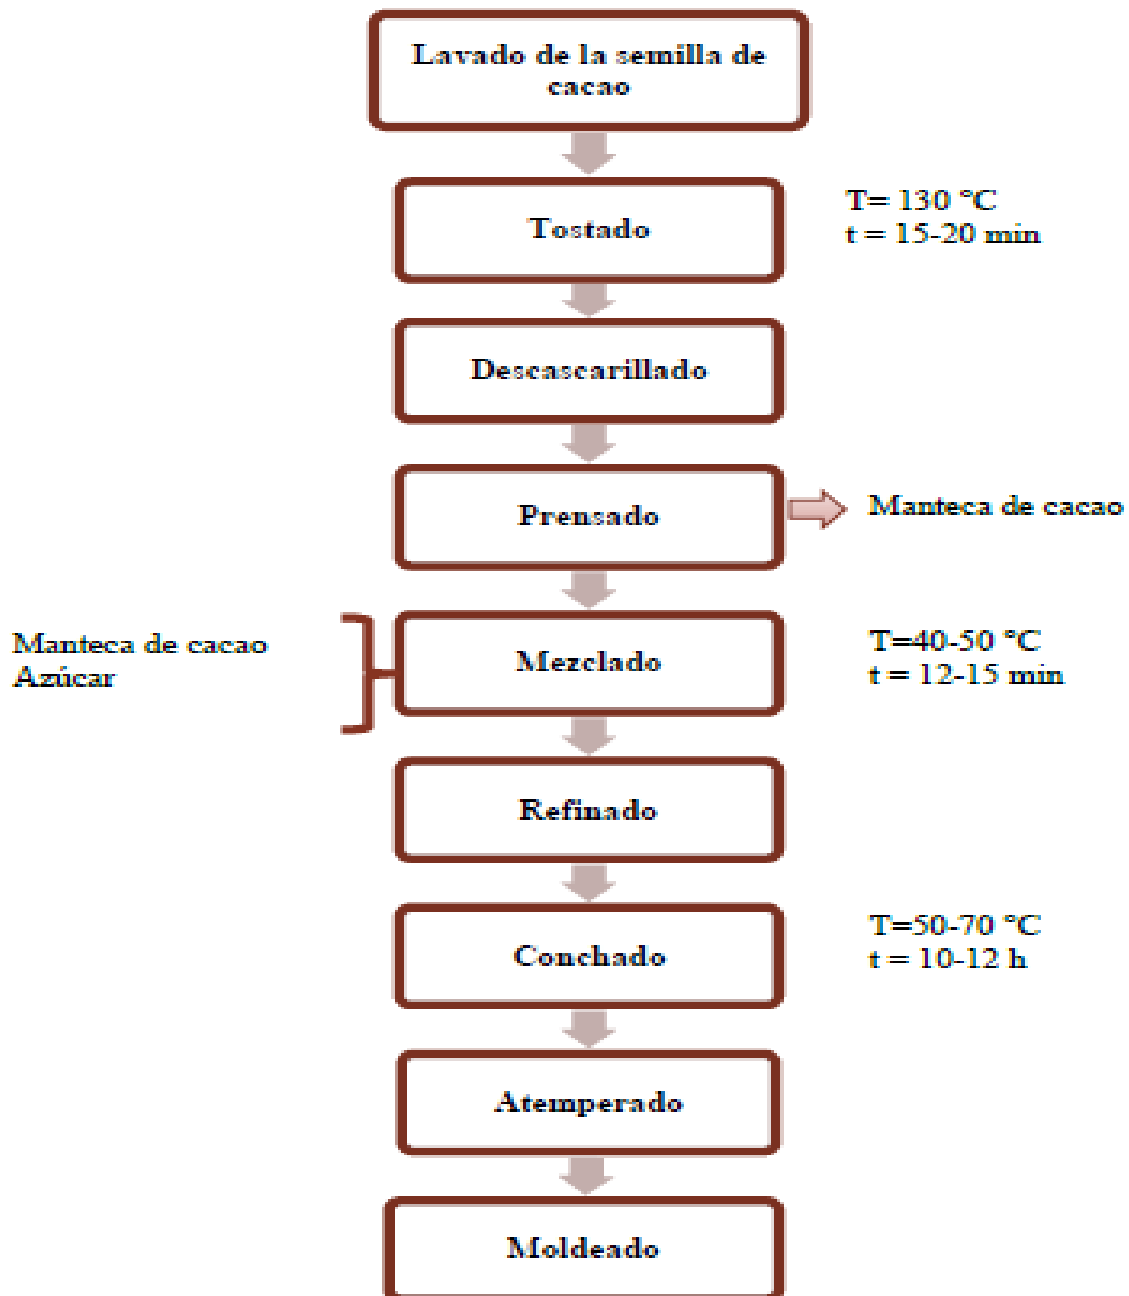 Lavado de la semilla de
cacao
Tostado
T= 130 °C
t = 15-20 min
Descascarillado
Prensado
Manteca de cacao
Manteca de cacao
Azúcar
Mezclado
T=40-50 °C
t = 12-15 min
Refinado
Conchado
T=50-70 °C
t = 10-12 h
Atemperado
Moldeado